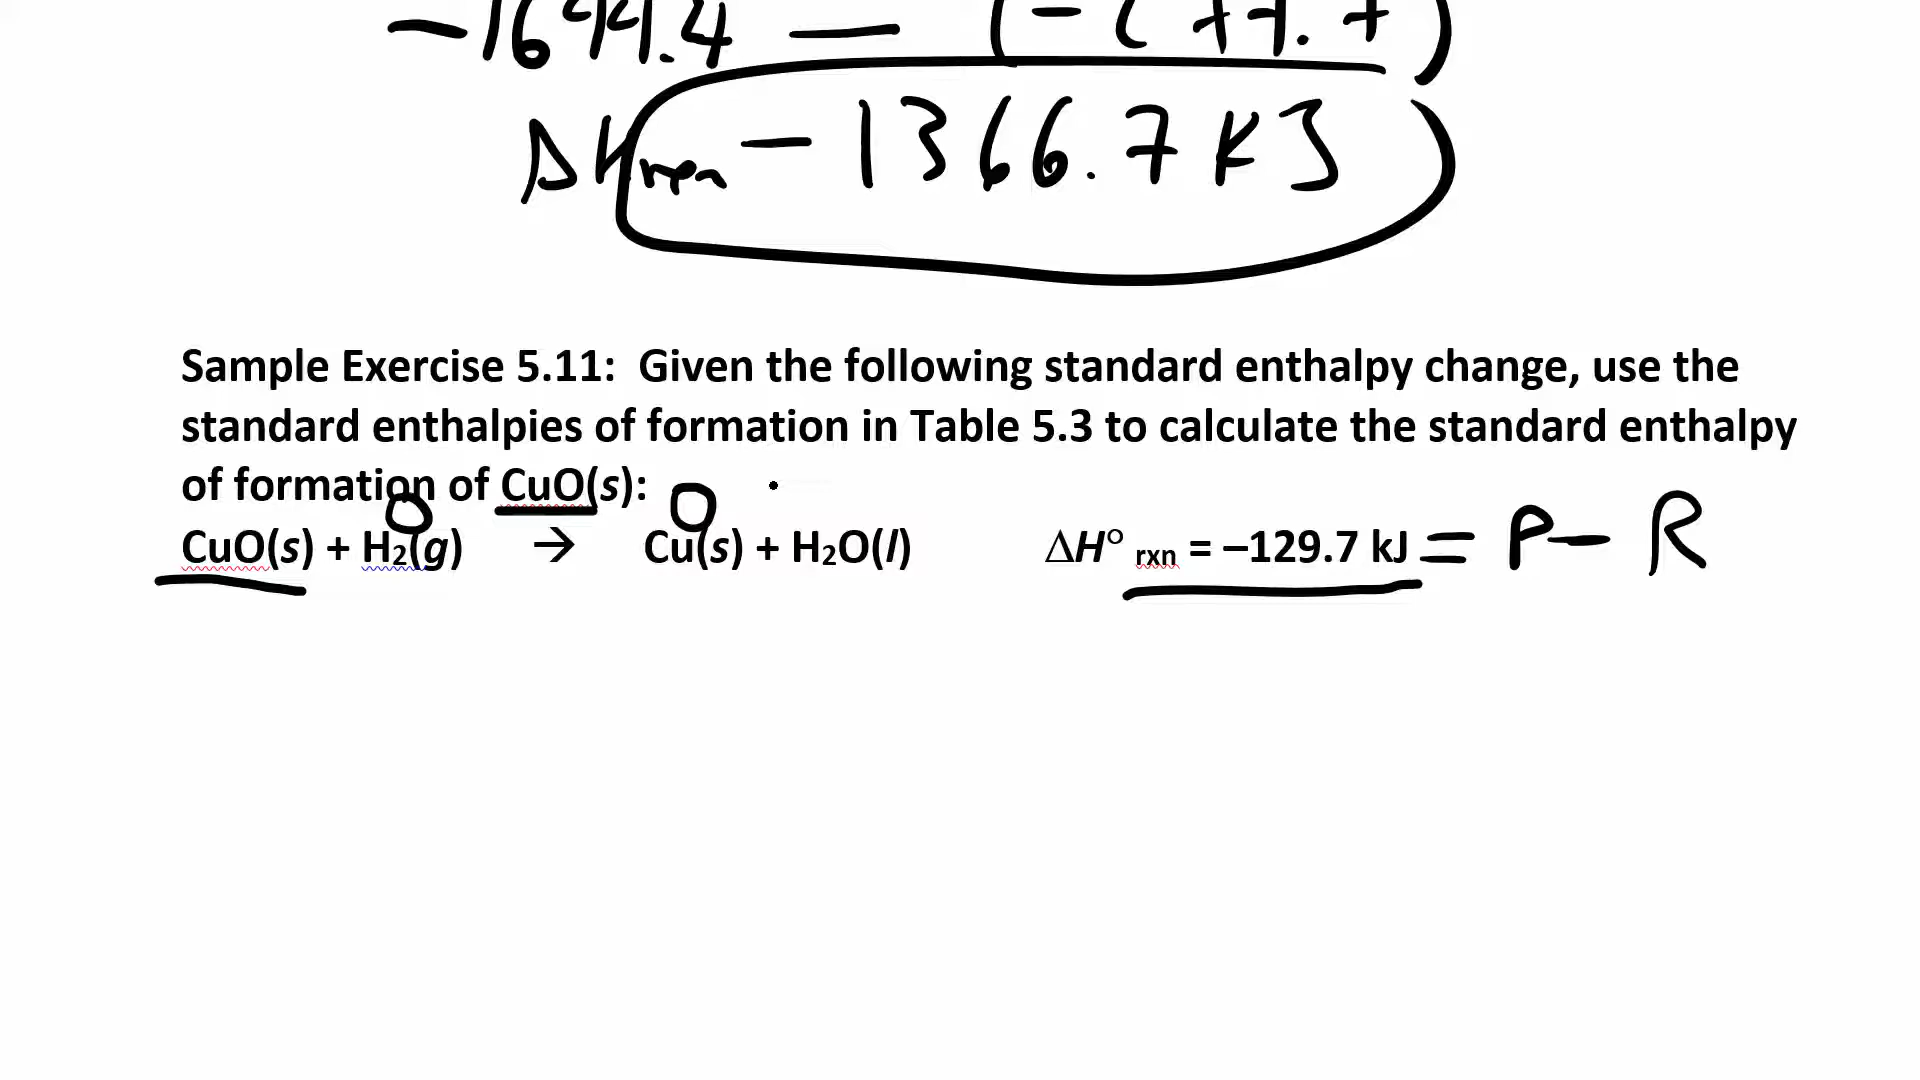 -1644.4 — (-277.7)
ΔHrxn - 1366.7 kJ
Sample Exercise 5.11: Given the following standard enthalpy change, use the
standard enthalpies of formation in Table 5.3 to calculate the standard enthalpy
of formation of CuO(s):
0 0
CuO(s) + H₂(g) → Cu(s) + H₂O(l) ΔH° rxn = –129.7 kJ = P - R